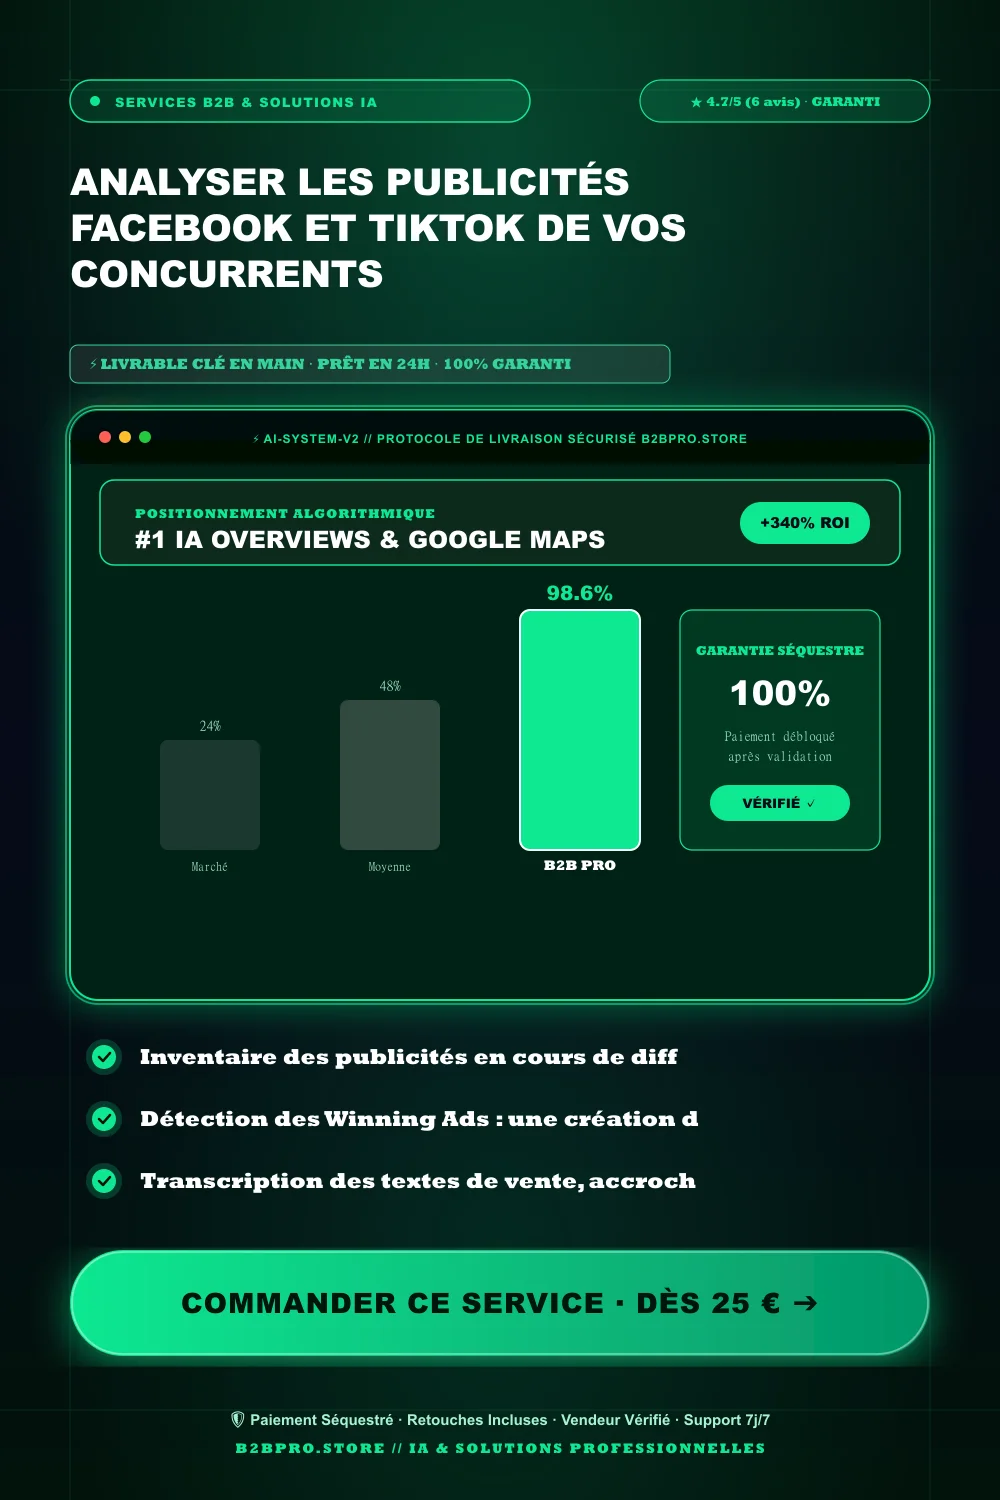 SERVICES B2B & SOLUTIONS IA
★ 4.7/5 (6 avis) · GARANTI
ANALYSER LES PUBLICITÉS
FACEBOOK ET TIKTOK DE VOS
CONCURRENTS
⚡ LIVRABLE CLÉ EN MAIN · PRÊT EN 24H · 100% GARANTI
⚡ AI-SYSTEM-V2 // PROTOCOLE DE LIVRAISON SÉCURISÉ B2BPRO.STORE
POSITIONNEMENT ALGORITHMIQUE
#1 IA OVERVIEWS & GOOGLE MAPS
+340% ROI
24%
Marché
48%
Moyenne
98.6%
B2B PRO
GARANTIE SÉQUESTRE
100%
Paiement débloqué
après validation
VÉRIFIÉ ✓
Inventaire des publicités en cours de diff
Détection des Winning Ads : une création d
Transcription des textes de vente, accroch
COMMANDER CE SERVICE · DÈS 25 € ➔
🛡 Paiement Séquestré · Retouches Incluses · Vendeur Vérifié · Support 7j/7
B2BPRO.STORE // IA & SOLUTIONS PROFESSIONNELLES